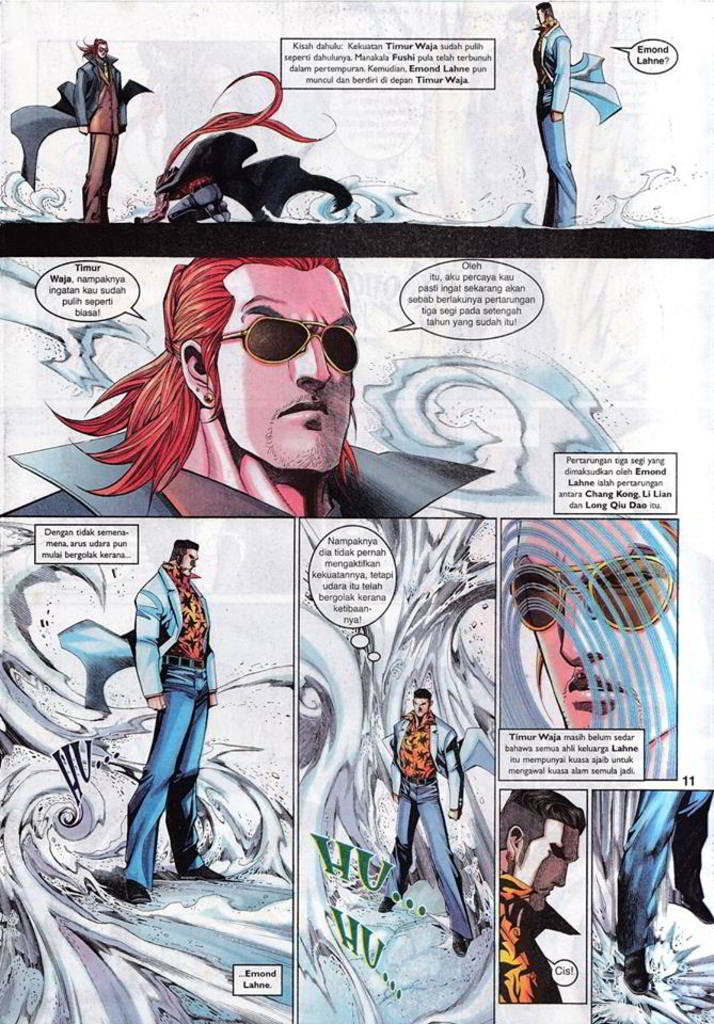 Kisah dahulu: Kekuatan Timur Waja sudah pulih
seperti dahulunya. Manakala Fushi pula telah terbunuh
dalam pertempuran. Kemudian, Emond Lahne pun
muncul dan berdiri di depan Timur Waja.
Emond
Lahne?
Timur
Waja, nampaknya
ingatan kau sudah
pulih seperti
biasa!
Oleh
itu, aku percaya kau
pasti ingat sekarang akan
sebab berlakunya pertarungan
tiga segi pada setengah
tahun yang sudah itu!
Pertarungan tiga segi yang
dimaksudkan oleh Emond
Lahne ialah pertarungan
antara Chang Kong, Li Lian
dan Long Qiu Dao itu.
Dengan tidak semena-
mena, arus udara pun
mulai bergolak kerana...
HU...
...Emond
Lahne.
Nampaknya
dia tidak pernah
mengaktifkan
kekuatannya, tetapi
udara itu telah
bergolak kerana
ketibaan-
nya!
HU...
HU...
Timur Waja masih belum sedar
bahawa semua ahli keluarga Lahne
itu mempunyai kuasa ajaib untuk
mengawal kuasa alam semula jadi.
11
Cis!